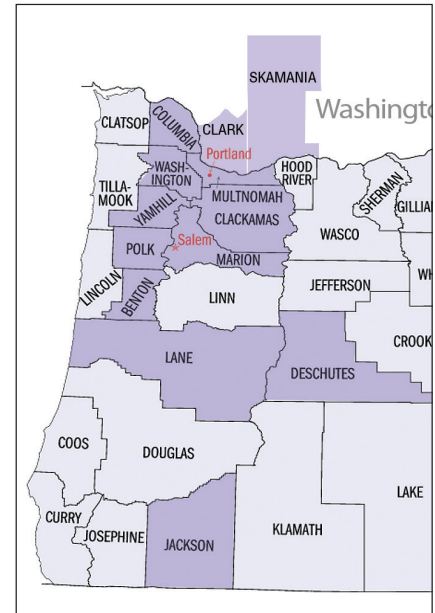 SKAMANIA
Washingto
CLATSOP
COLUMBIA
CLARK
Portland
WASH-
INGTON
HOOD
RIVER
TILLA-
MOOK
MULTNOMAH
SHERMAN
GILLIA
YAMHILL
CLACKAMAS
WASCO
POLK
Salem
MARION
LINCOLN
BENTON
LINN
JEFFERSON
WH
CROOK
LANE
DESCHUTES
COOS
DOUGLAS
LAKE
CURRY
JOSEPHINE
JACKSON
KLAMATH